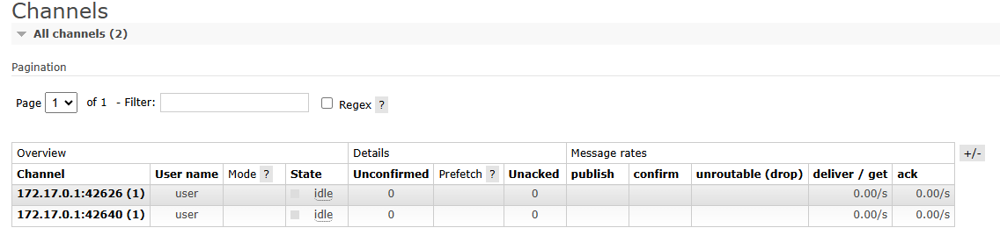 Channels
All channels (2)
Pagination
Page 1 of 1 - Filter: Regex ?
Overview Details Message rates +/-
Channel User name Mode ? State Unconfirmed Prefetch ? Unacked publish confirm unroutable (drop) deliver / get ack
172.17.0.1:42626 (1) user idle 0 0 0.00/s 0.00/s
172.17.0.1:42640 (1) user idle 0 0 0.00/s 0.00/s